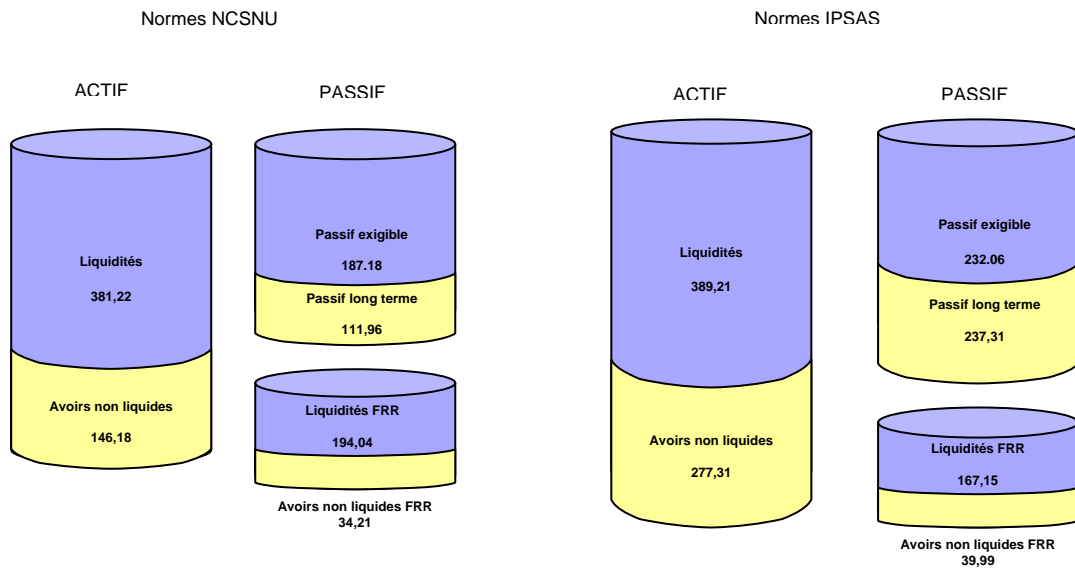 Normes NCSNU
ACTIF
PASSIF
Liquidités
381,22
Avoirs non liquides
146,18
Passif exigible
187.18
Passif long terme
111,96
Liquidités FRR
194,04
Avoirs non liquides FRR
34,21
Normes IPSAS
ACTIF
PASSIF
Liquidités
389,21
Avoirs non liquides
277,31
Passif exigible
232.06
Passif long terme
237,31
Liquidités FRR
167,15
Avoirs non liquides FRR
39,99